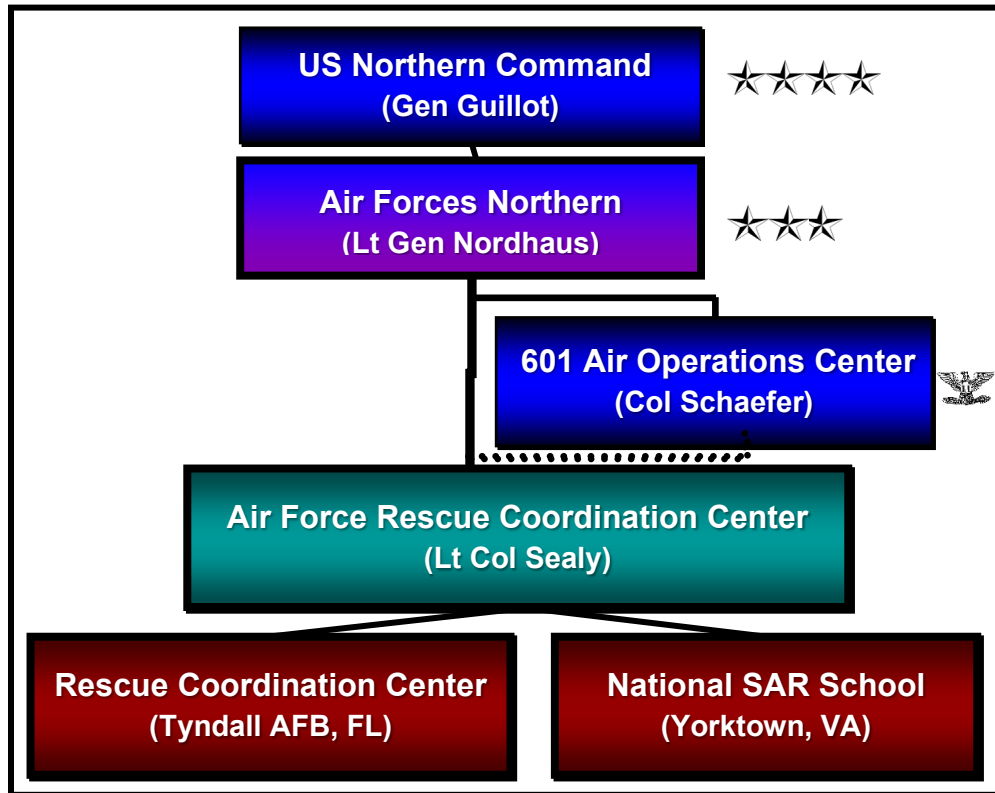 US Northern Command
(Gen Guillot)
Air Forces Northern
(Lt Gen Nordhaus)
601 Air Operations Center
(Col Schaefer)
Air Force Rescue Coordination Center
(Lt Col Sealy)
Rescue Coordination Center
(Tyndall AFB, FL)
National SAR School
(Yorktown, VA)